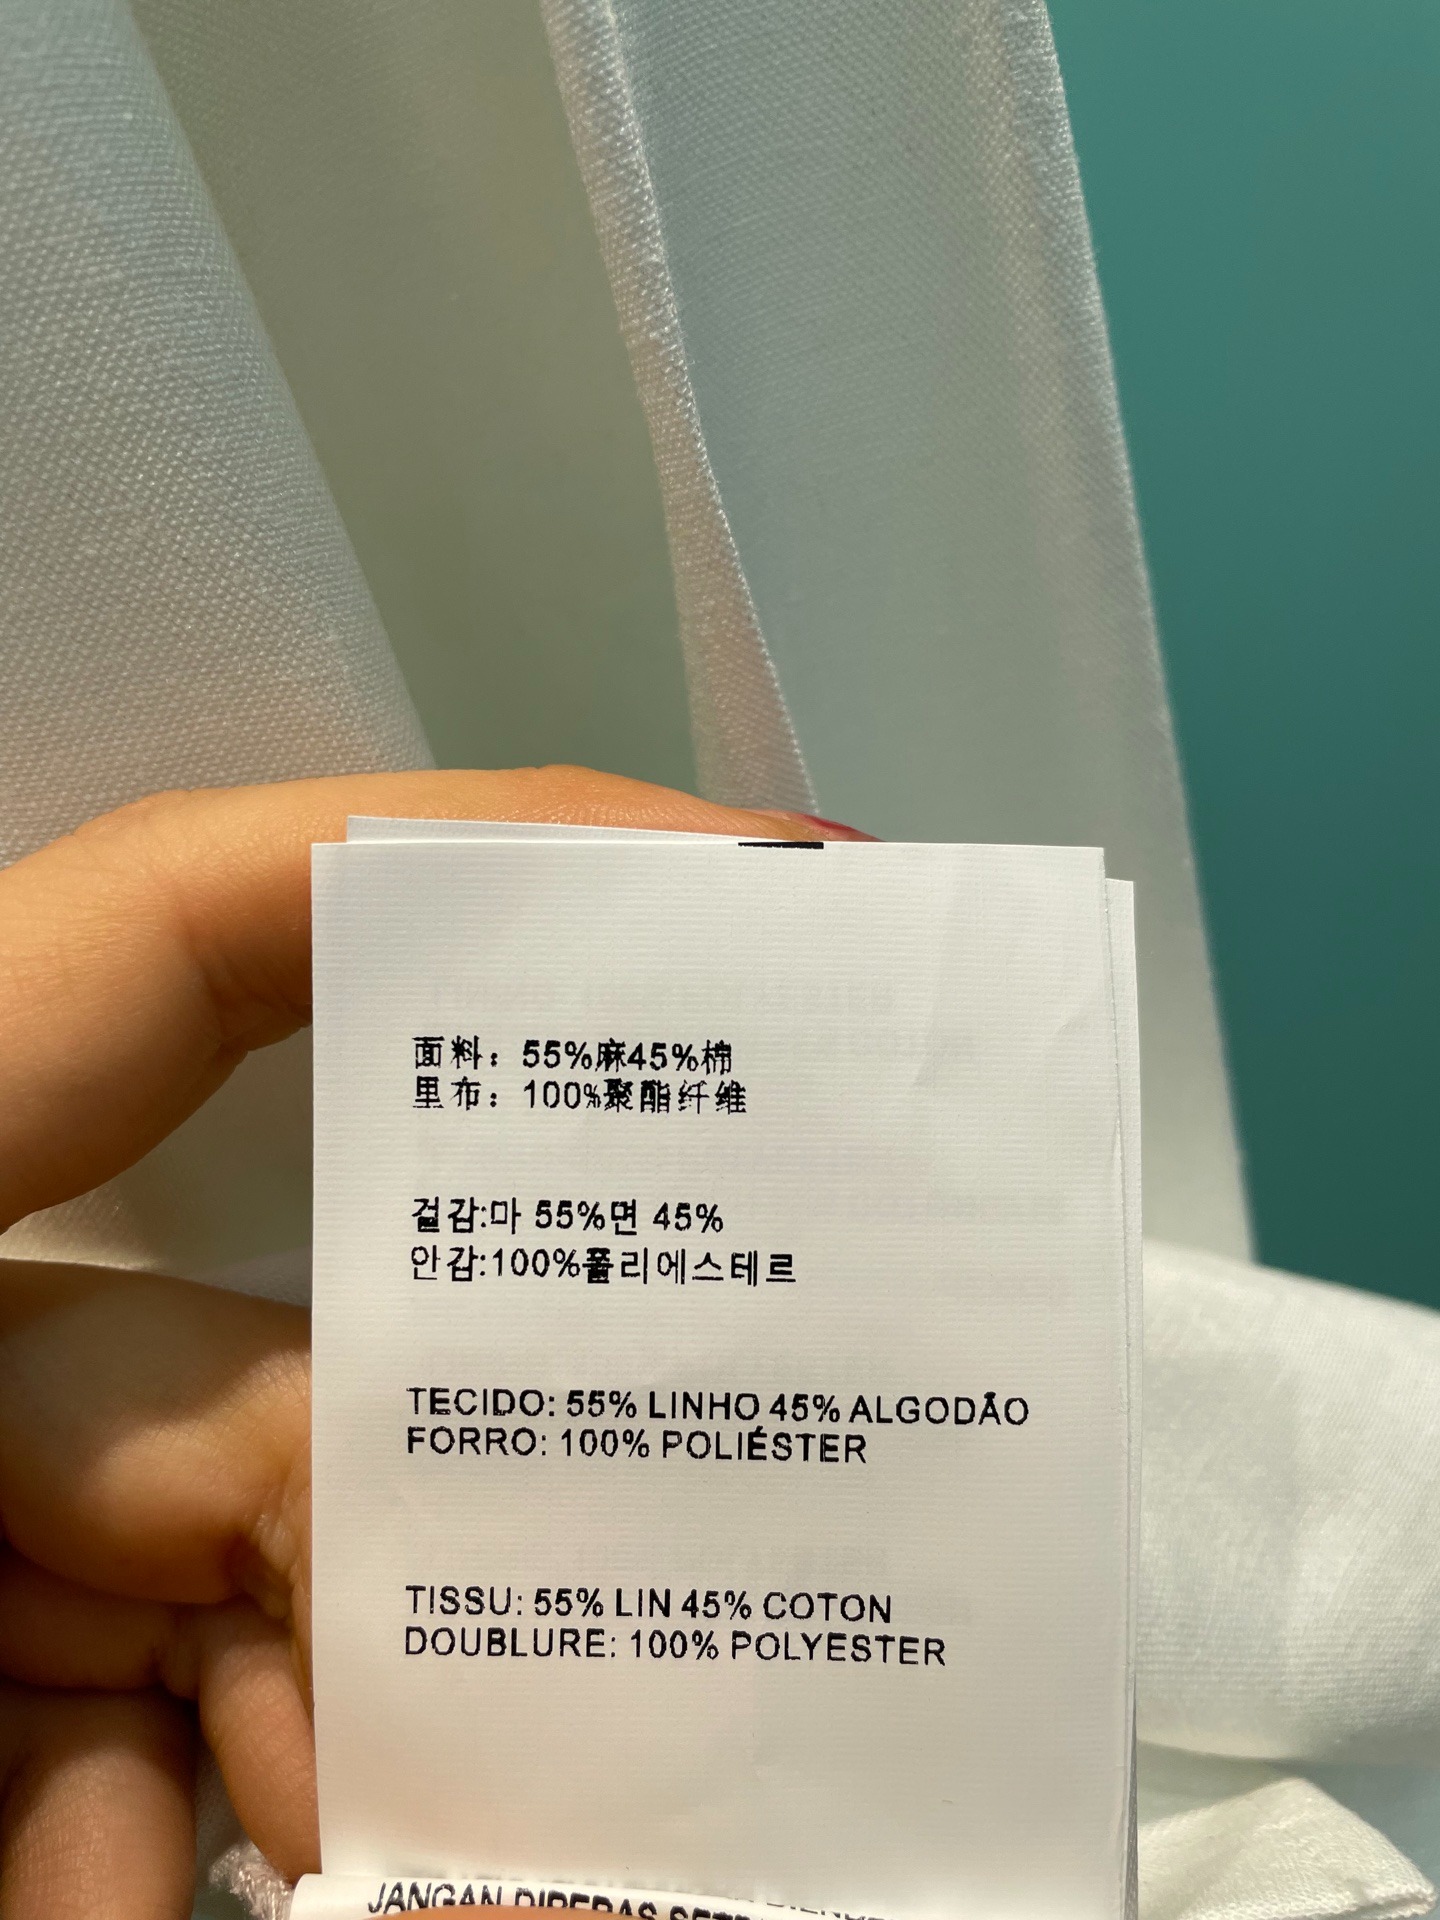 面料：55%麻45%棉
里布：100%聚酯纤维
겉감:마 55%면 45%
안감:100%폴리에스테르
TECIDO: 55% LINHO 45% ALGODÃO
FORRO: 100% POLIÉSTER
TISSU: 55% LIN 45% COTON
DOUBLURE: 100% POLYESTER
JANGAN DIPERAS